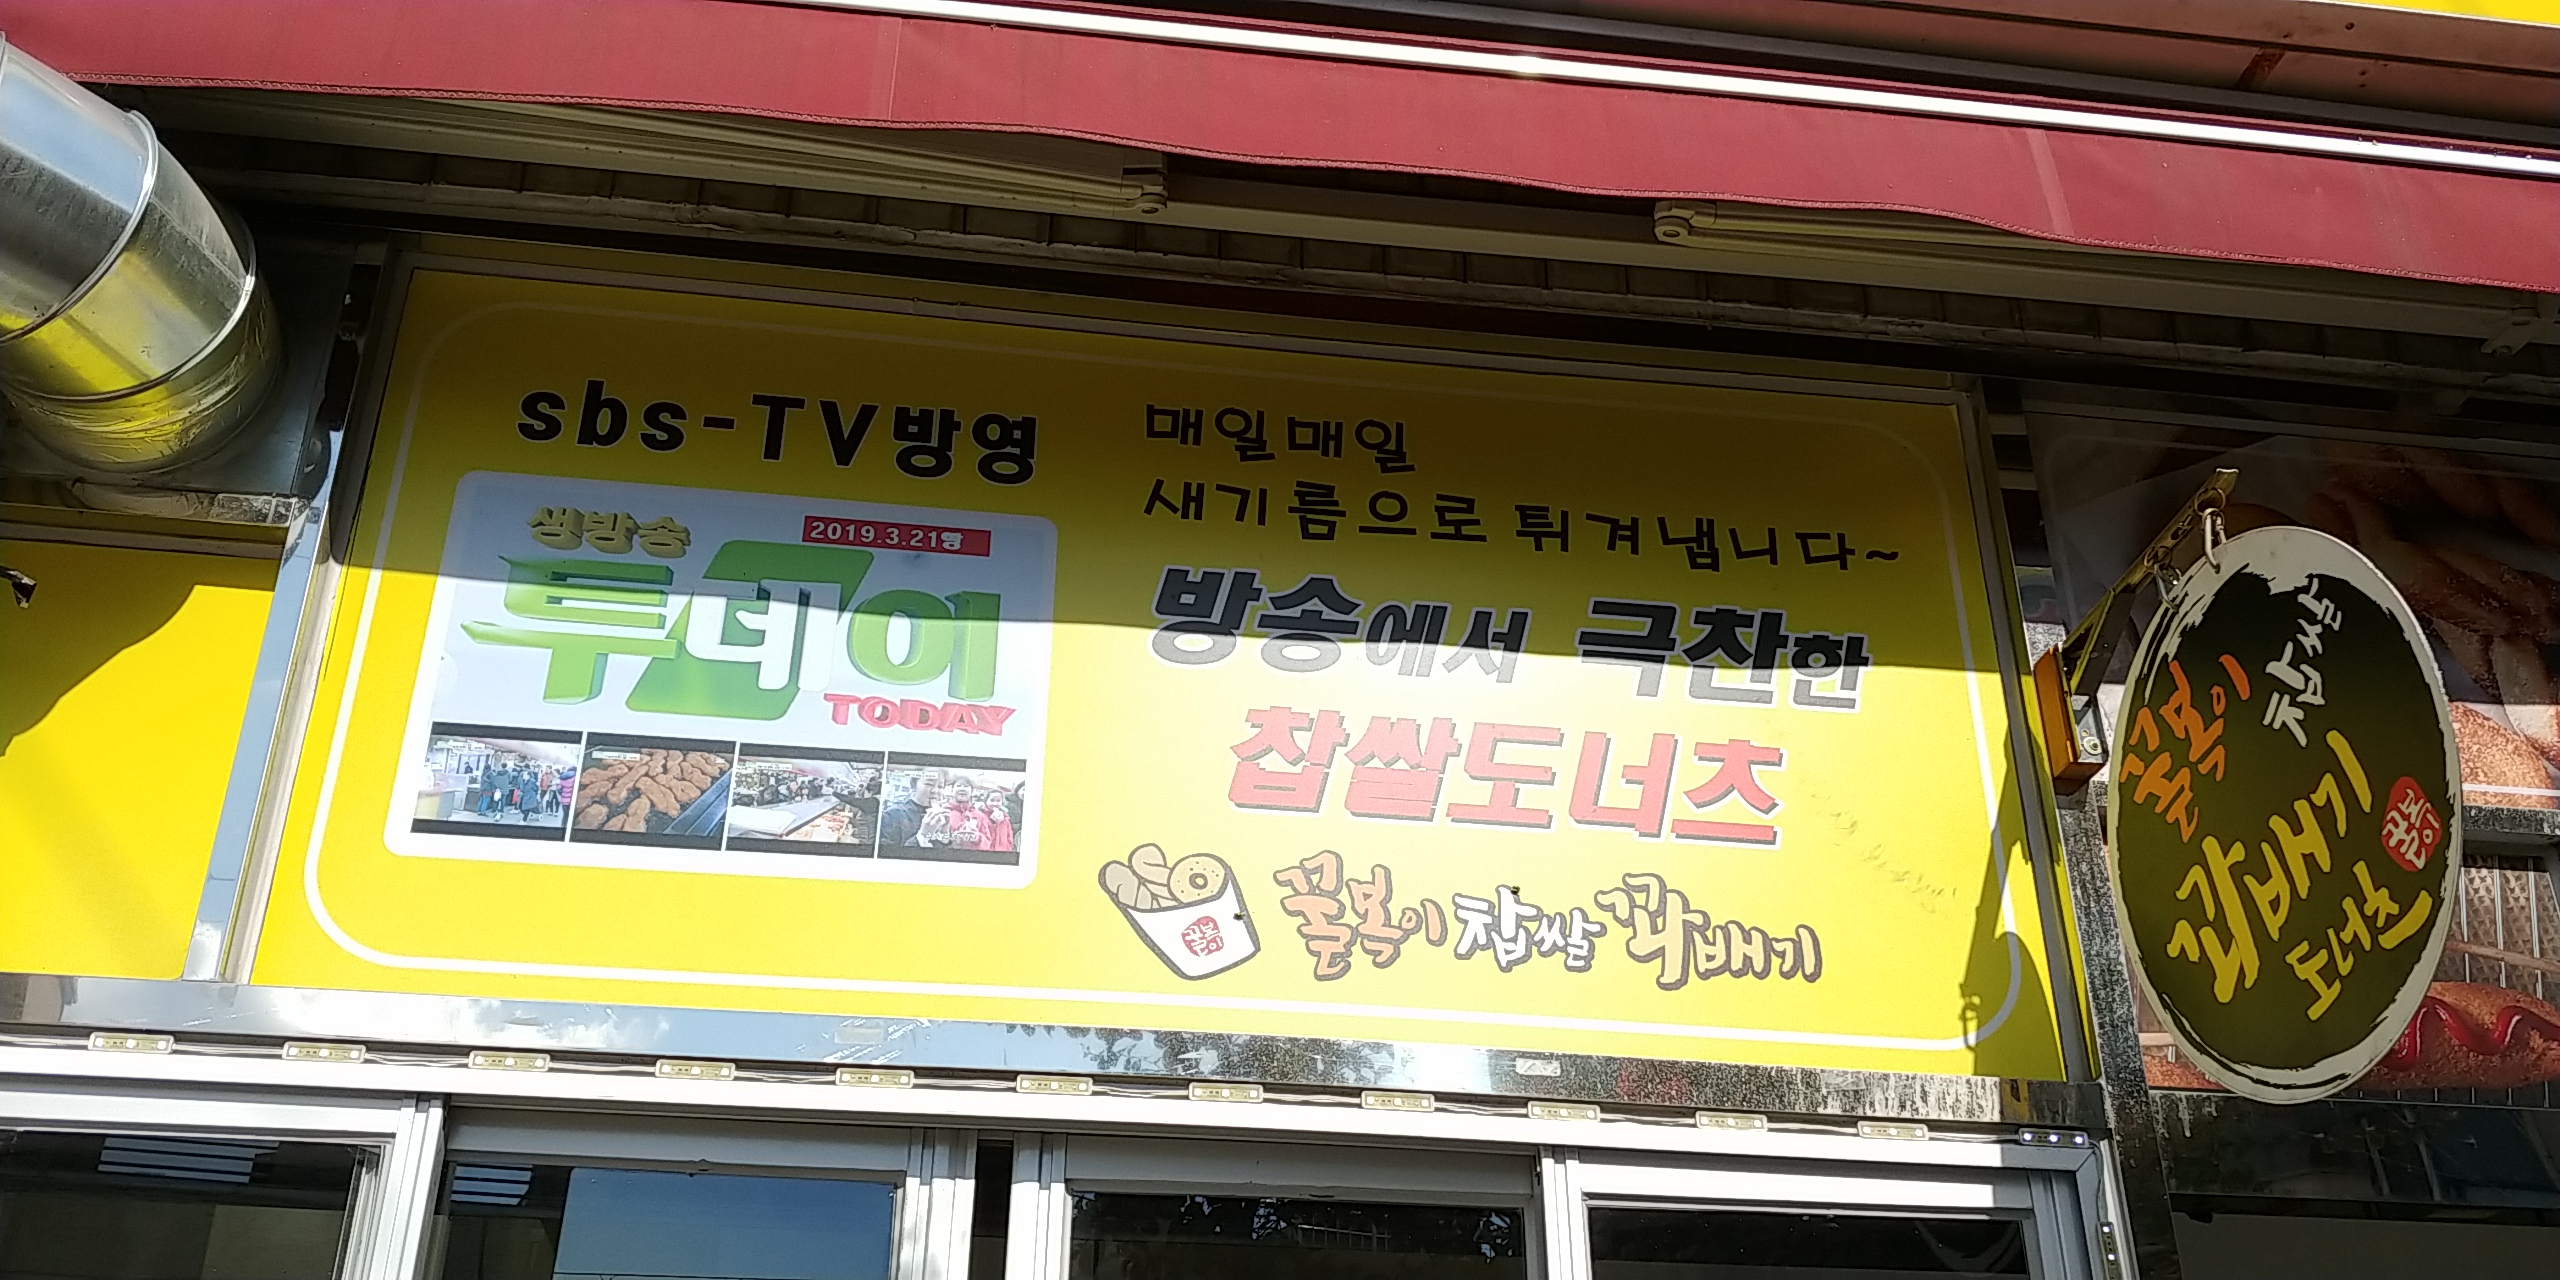 sbs-TV방영
생방송
2019.3.21방
투데이
TODAY
매일매일
새기름으로 튀겨냅니다~
방송에서 극찬한
찹쌀도너츠
꿀복이
꿀복이 찹쌀 꽈배기
꿀복이 찹쌀
꽈배기
도너츠
꿀복이